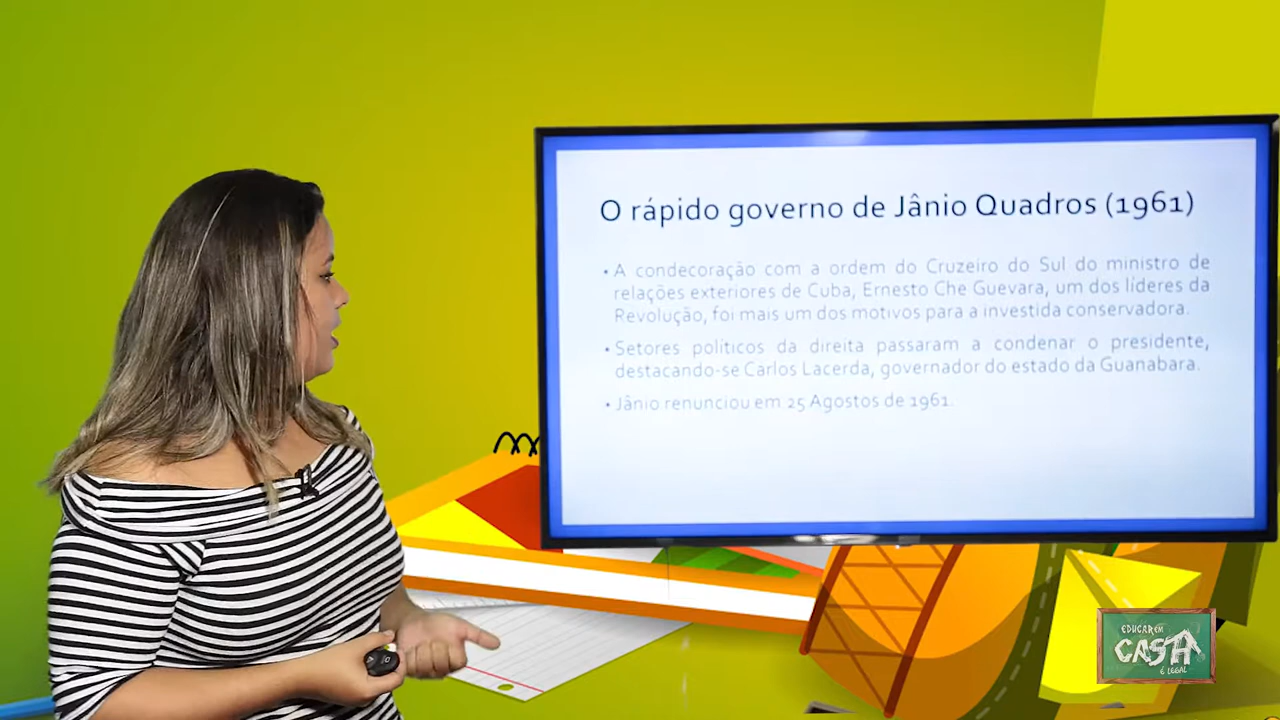 O rápido governo de Jânio Quadros (1961)
• A condecoração com a ordem do Cruzeiro do Sul do ministro de
relações exteriores de Cuba, Ernesto Che Guevara, um dos líderes da
Revolução, foi mais um dos motivos para a investida conservadora.
• Setores políticos da direita passaram a condenar o presidente,
destacando-se Carlos Lacerda, governador do estado da Guanabara.
• Jânio renunciou em 25 Agostos de 1961.
EDUCAR EM
CASA
É LEGAL